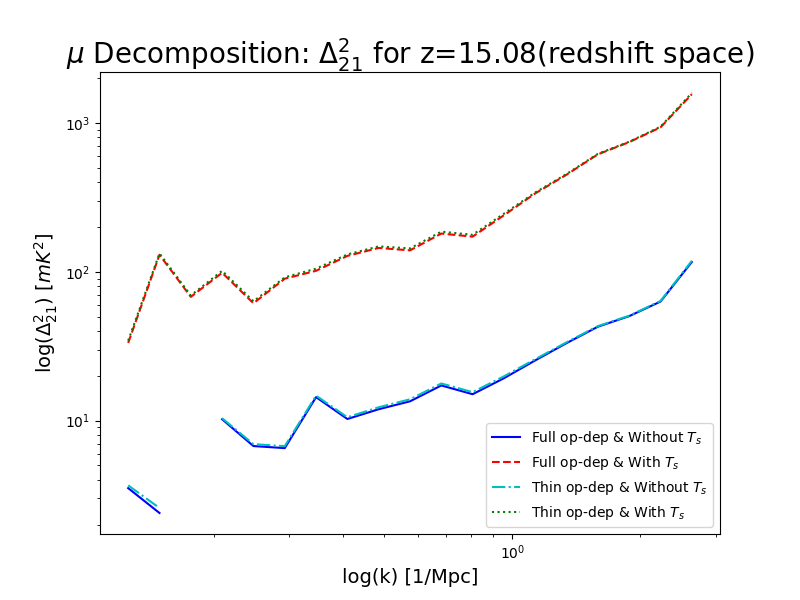 μ Decomposition: Δ²₂₁ for z=15.08(redshift space)
log(Δ²₂₁) [mK²]
10³
10²
10¹
Full op-dep & Without Tₛ
Full op-dep & With Tₛ
Thin op-dep & Without Tₛ
Thin op-dep & With Tₛ
10⁰
log(k) [1/Mpc]